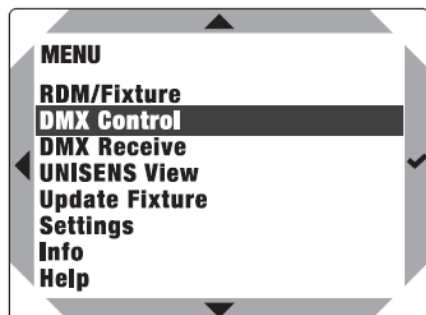 MENU
RDM/Fixture
DMX Control
DMX Receive
UNISENS View
Update Fixture
Settings
Info
Help